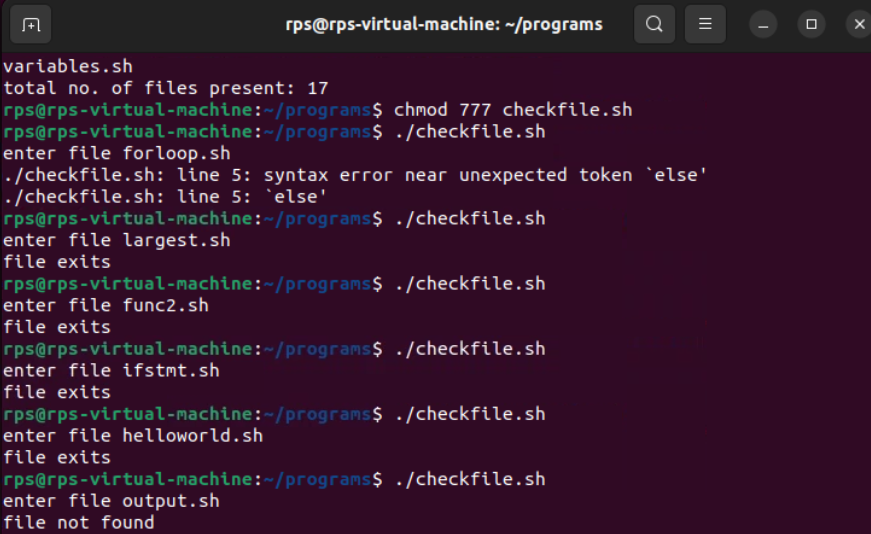 rps@rps-virtual-machine: ~/programs
variables.sh
total no. of files present: 17
rps@rps-virtual-machine:~/programs$ chmod 777 checkfile.sh
rps@rps-virtual-machine:~/programs$ ./checkfile.sh
enter file forloop.sh
./checkfile.sh: line 5: syntax error near unexpected token `else'
./checkfile.sh: line 5: `else'
rps@rps-virtual-machine:~/programs$ ./checkfile.sh
enter file largest.sh
file exits
rps@rps-virtual-machine:~/programs$ ./checkfile.sh
enter file func2.sh
file exits
rps@rps-virtual-machine:~/programs$ ./checkfile.sh
enter file ifstmt.sh
file exits
rps@rps-virtual-machine:~/programs$ ./checkfile.sh
enter file helloworld.sh
file exits
rps@rps-virtual-machine:~/programs$ ./checkfile.sh
enter file output.sh
file not found